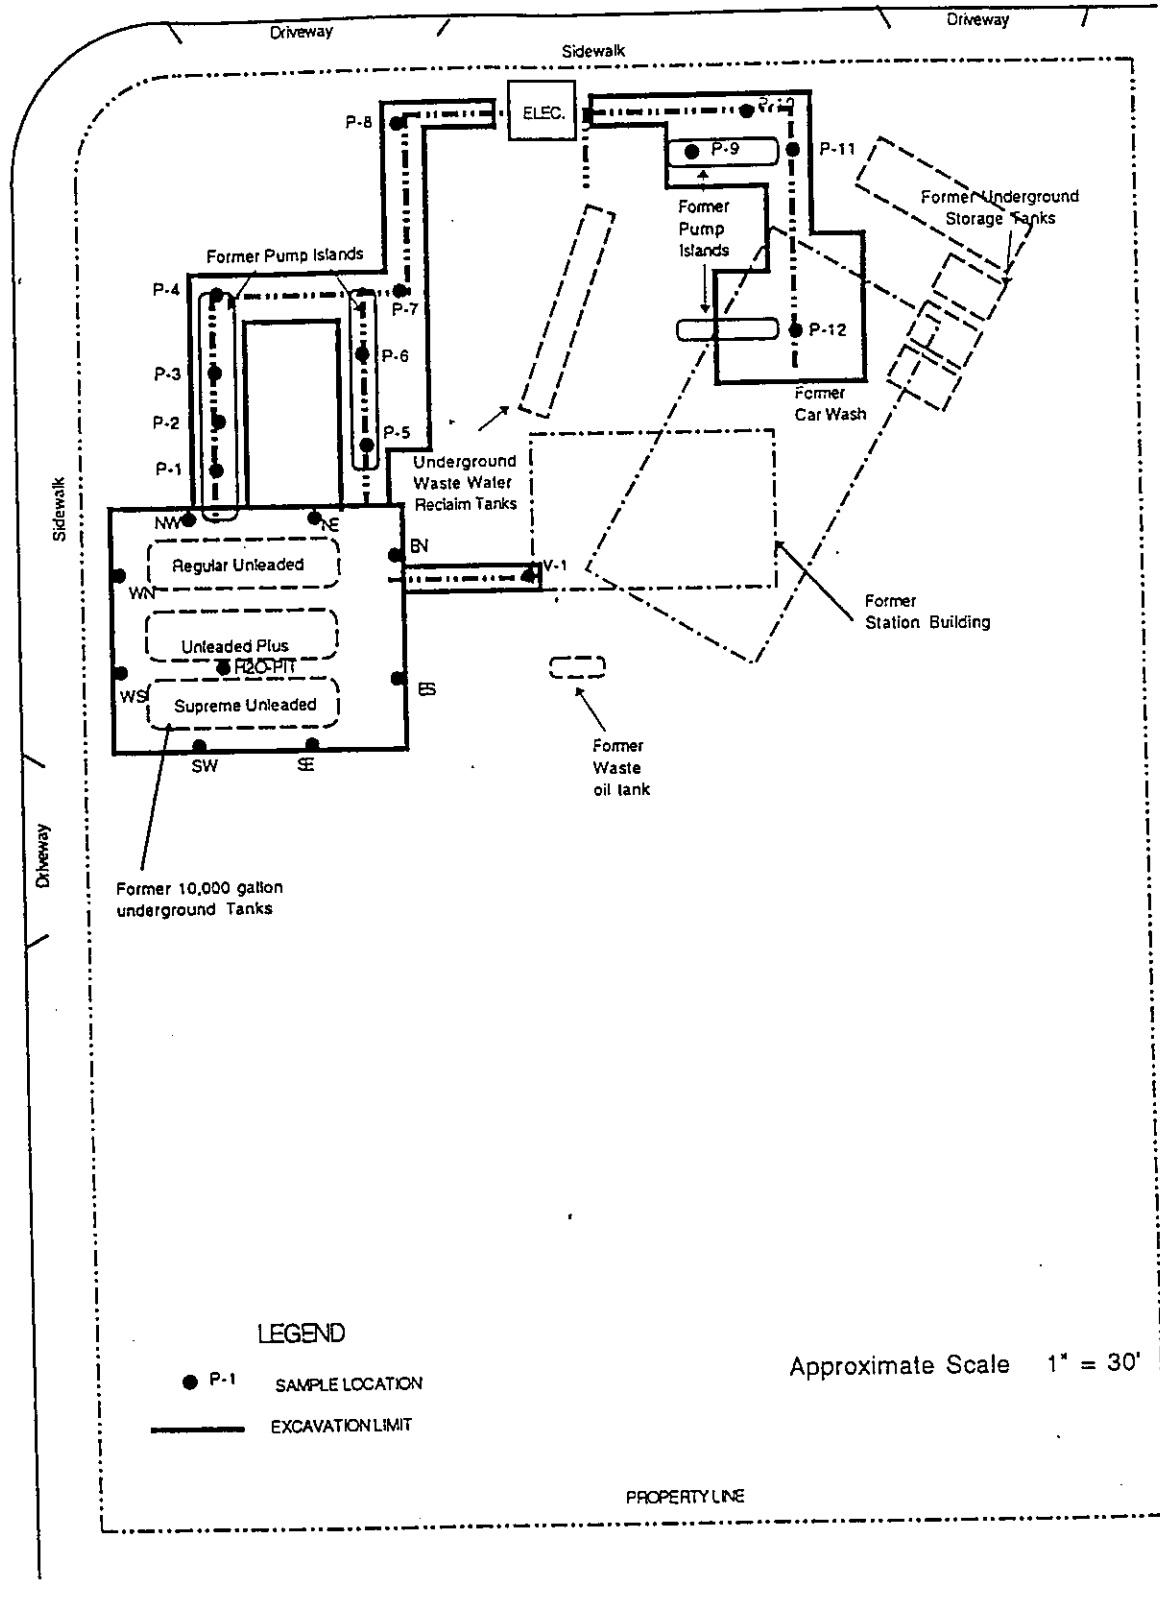 Driveway
Driveway
Sidewalk
ELEC.
P-8
P-10
P-9
P-11
Former Underground
Storage Tanks
Former
Pump
Islands
Former Pump Islands
P-4
P-7
P-12
P-6
P-3
Former
Car Wash
P-2
P-5
P-1
Underground
Waste Water
Reclaim Tanks
Sidewalk
NW
NE
EN
Regular Unleaded
V-1
WN
Former
Station Building
Unleaded Plus
H2O-PIT
WS
ES
Supreme Unleaded
SW
SE
Former
Waste
oil tank
Driveway
Former 10,000 gallon
underground Tanks
LEGEND
P-1 SAMPLE LOCATION
EXCAVATION LIMIT
Approximate Scale 1" = 30'
PROPERTY LINE